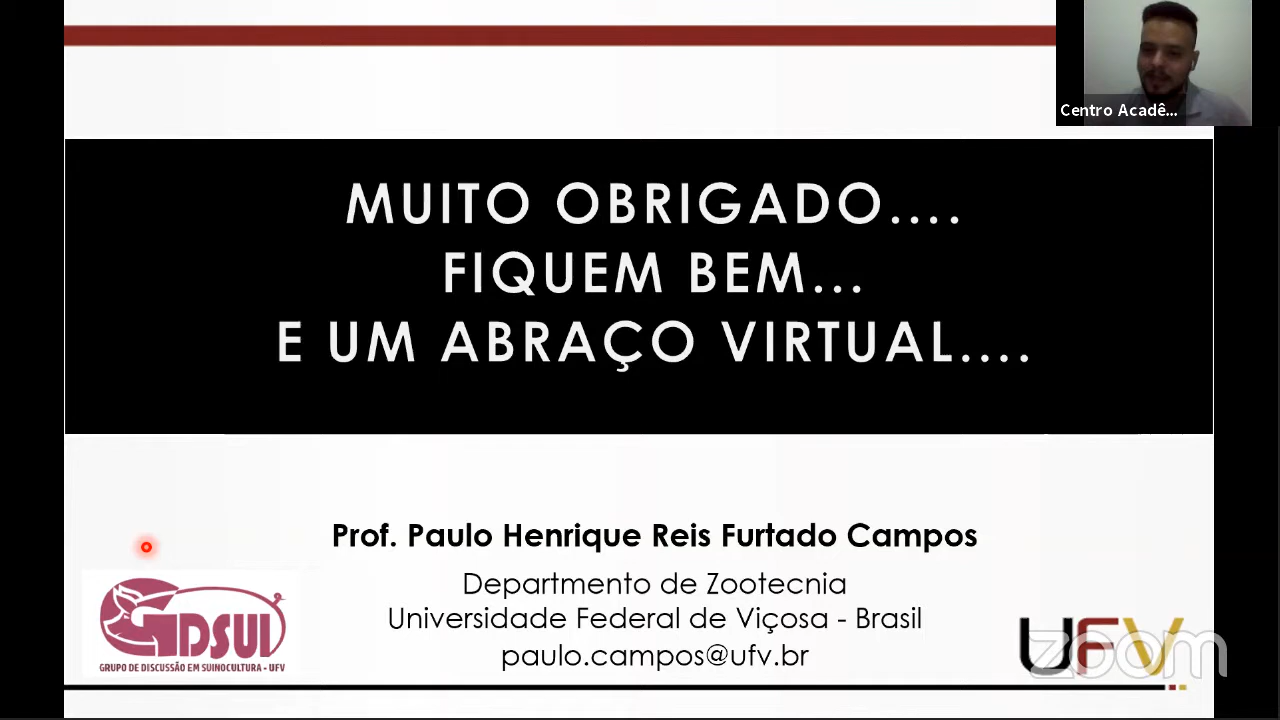 Centro Acadê...
MUITO OBRIGADO....
FIQUEM BEM...
E UM ABRAÇO VIRTUAL....
Prof. Paulo Henrique Reis Furtado Campos
Departmento de Zootecnia
Universidade Federal de Viçosa - Brasil
paulo.campos@ufv.br
GDSUI
GRUPO DE DISCUSSÃO EM SUINOCULTURA - UFV
UFV
zoom